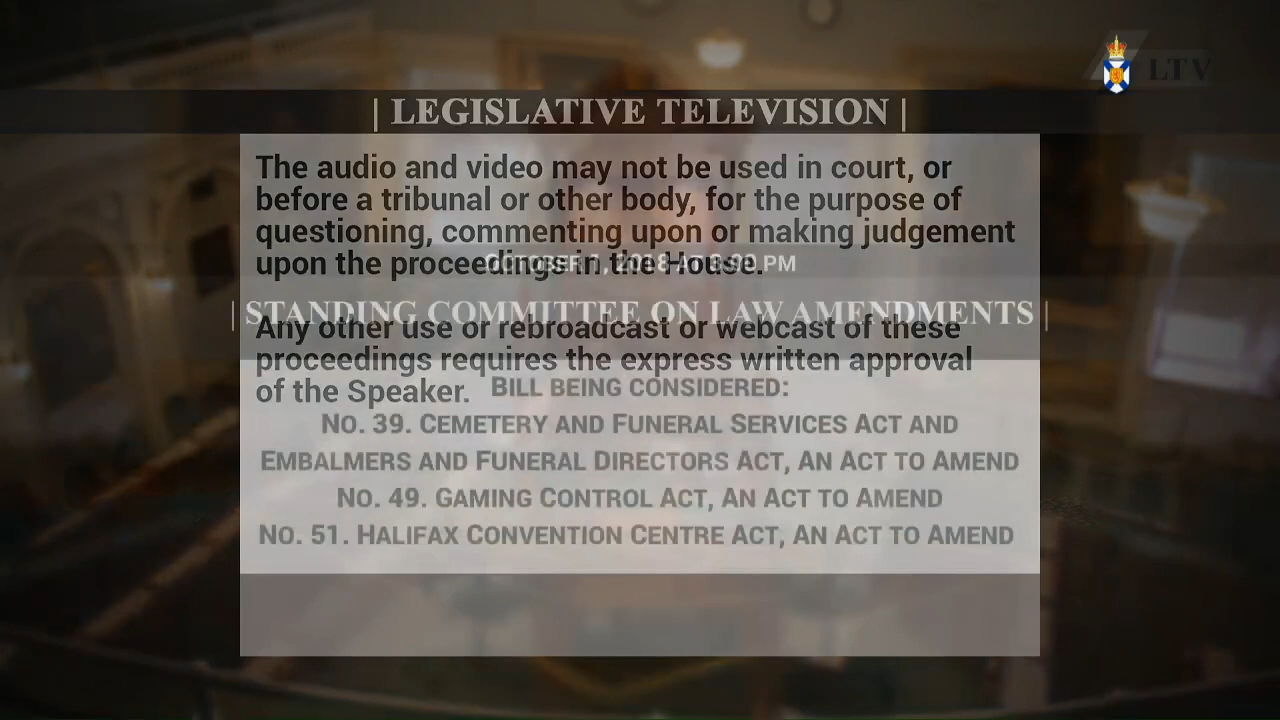 LTV
| LEGISLATIVE TELEVISION |
The audio and video may not be used in court, or
before a tribunal or other body, for the purpose of
questioning, commenting upon or making judgement
upon the proceedings in the House.
OCTOBER 2018 AT PM
| STANDING COMMITTEE ON LAW AMENDMENTS |
Any other use or rebroadcast or webcast of these
proceedings requires the express written approval
of the Speaker.
BILL BEING CONSIDERED:
NO. 39. CEMETERY AND FUNERAL SERVICES ACT AND
EMBALMERS AND FUNERAL DIRECTORS ACT, AN ACT TO AMEND
NO. 49. GAMING CONTROL ACT, AN ACT TO AMEND
NO. 51. HALIFAX CONVENTION CENTRE ACT, AN ACT TO AMEND